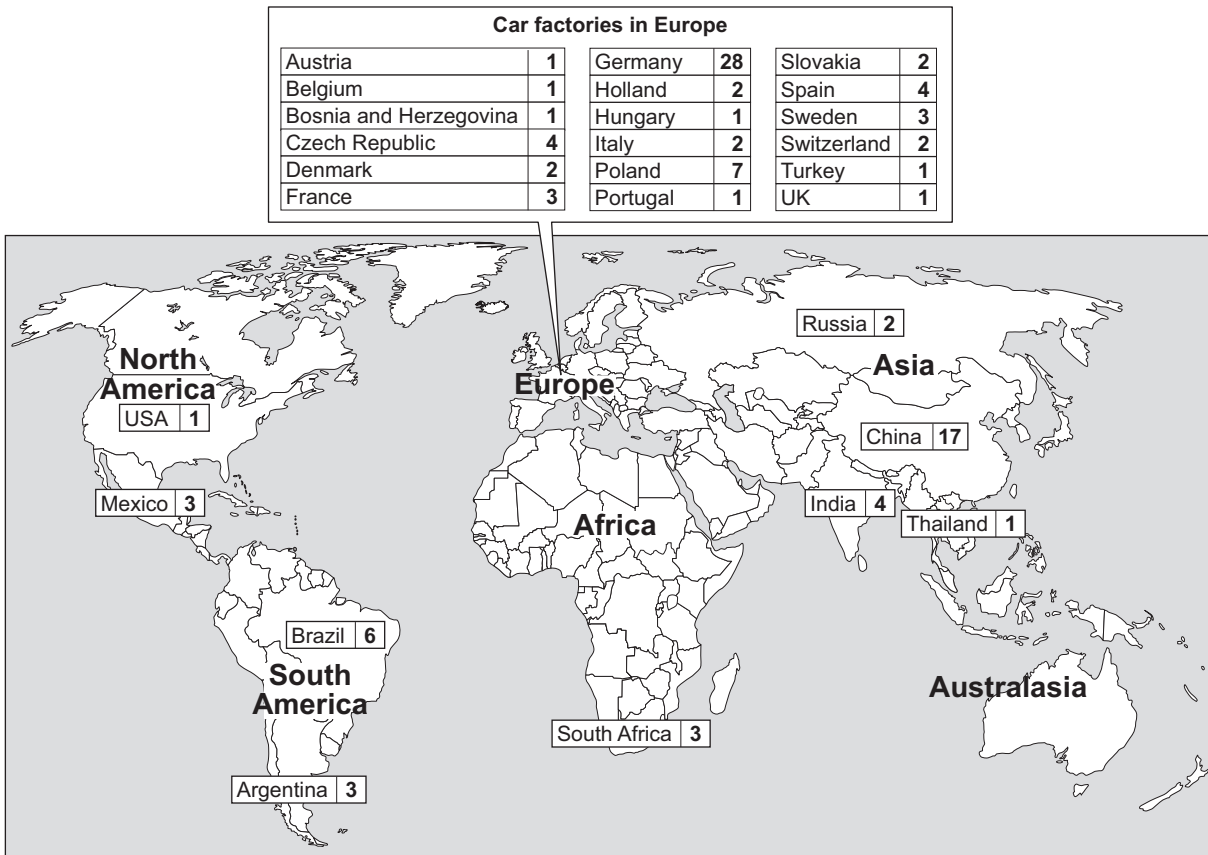 Car factories in Europe
Austria 1
Belgium 1
Bosnia and Herzegovina 1
Czech Republic 4
Denmark 2
France 3
Germany 28
Holland 2
Hungary 1
Italy 2
Poland 7
Portugal 1
Slovakia 2
Spain 4
Sweden 3
Switzerland 2
Turkey 1
UK 1
Russia 2
North
America
Europe
Asia
USA 1
China 17
Mexico 3
India 4
Africa
Thailand 1
Brazil 6
South
America
Australasia
South Africa 3
Argentina 3